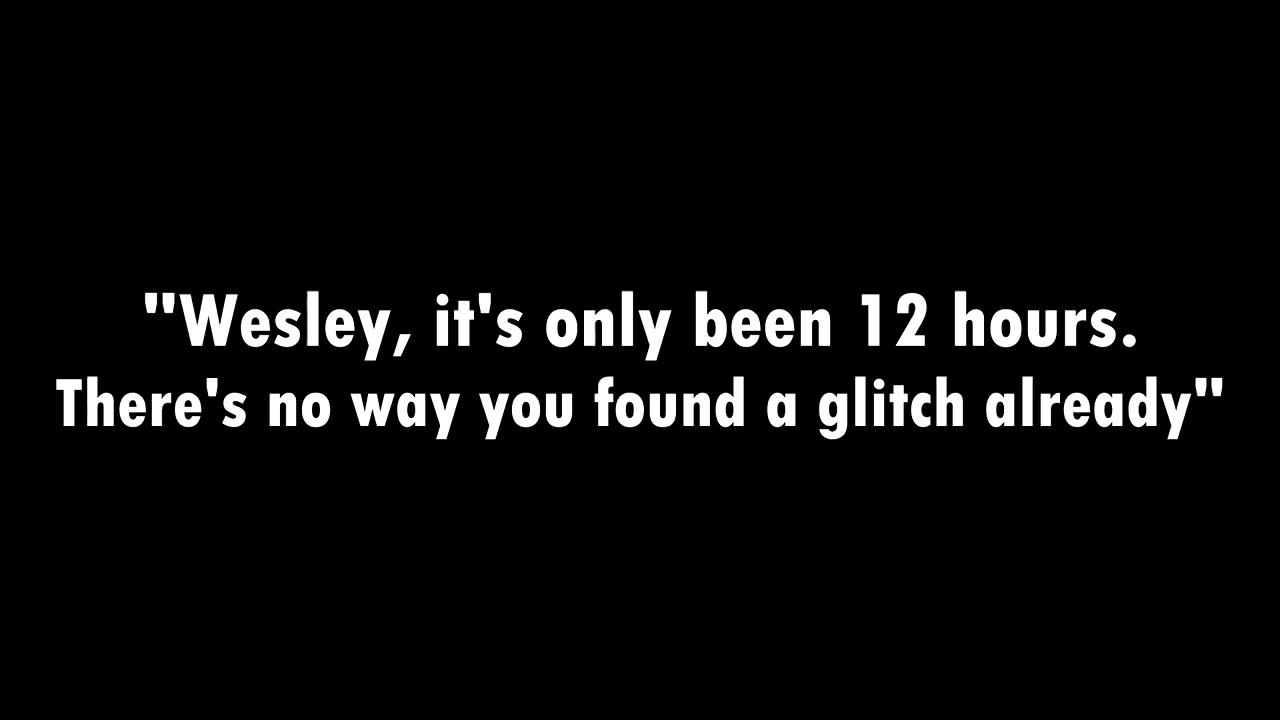 "Wesley, it's only been 12 hours.
There's no way you found a glitch already"